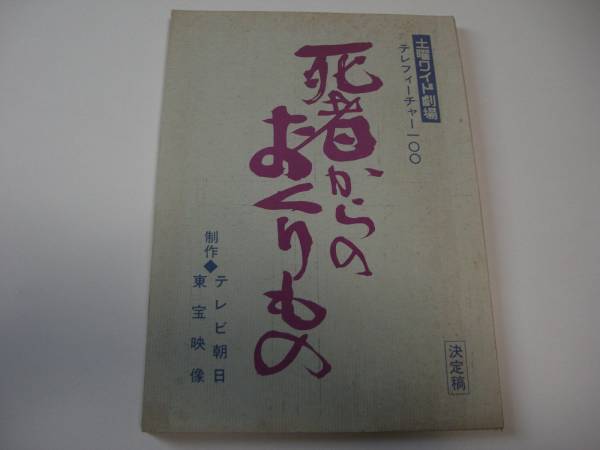 土曜ワイド劇場
テレフィーチャー一〇〇
死者からの
おくりもの
制作◆テレビ朝日
東宝映像
決定稿